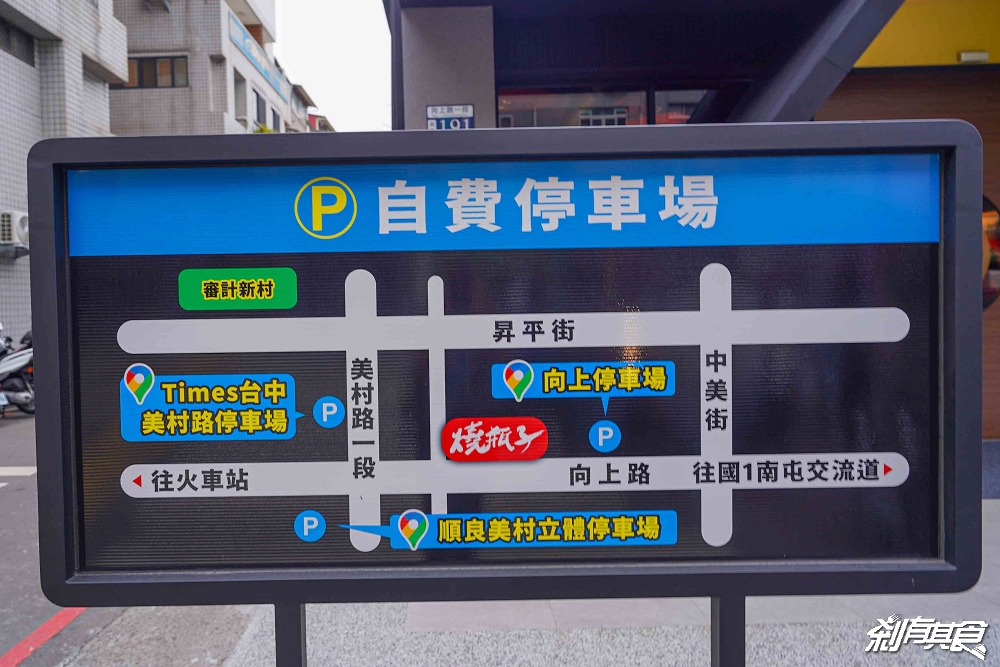 向上路一段
191
P 自費停車場
審計新村
昇平街
Times台中
美村路停車場
P
美村路一段
向上停車場
P
中美街
燒瓶子
往火車站
向上路
往國1南屯交流道
P
順良美村立體停車場
剎有其食